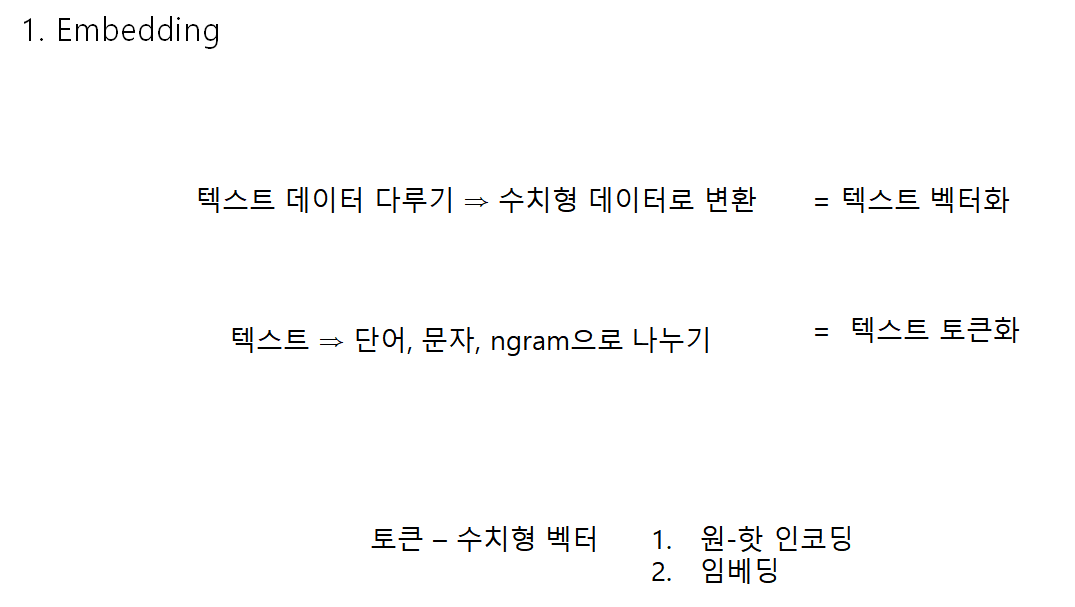 1. Embedding
텍스트 데이터 다루기 ⇒ 수치형 데이터로 변환 = 텍스트 벡터화
텍스트 ⇒ 단어, 문자, ngram으로 나누기 = 텍스트 토큰화
토큰 – 수치형 벡터 1. 원-핫 인코딩
2. 임베딩